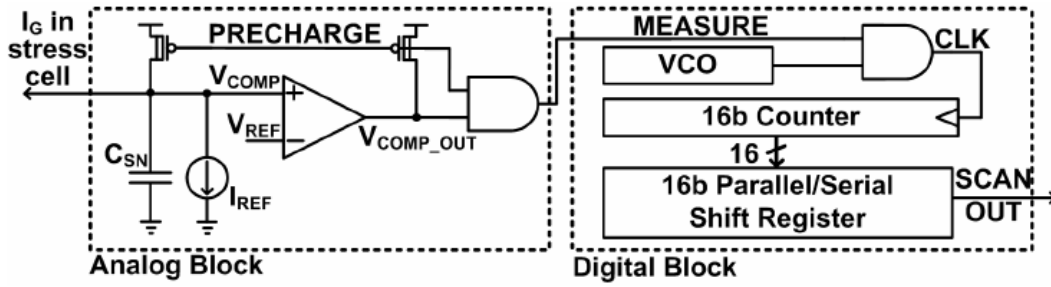 I_G in
stress
cell
PRECHARGE
V_COMP
+
V_REF
−
V_COMP_OUT
C_SN
I_REF
Analog Block
MEASURE
VCO
CLK
16b Counter
16
16b Parallel/Serial
Shift Register
SCAN
OUT
Digital Block